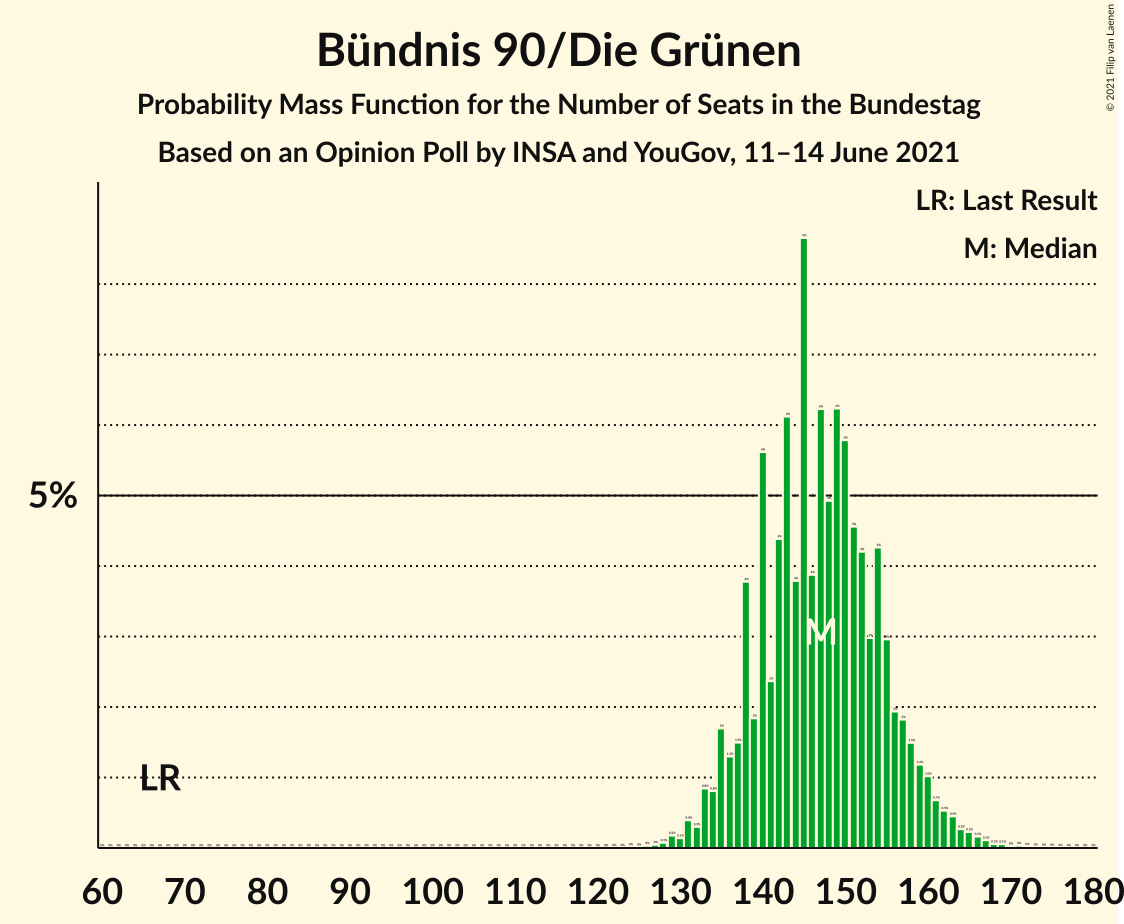 Bündnis 90/Die Grünen
Probability Mass Function for the Number of Seats in the Bundestag
Based on an Opinion Poll by INSA and YouGov, 11–14 June 2021
© 2021 Filip van Laenen
LR: Last Result
M: Median
5%
M
LR
60 70 80 90 100 110 120 130 140 150 160 170 180